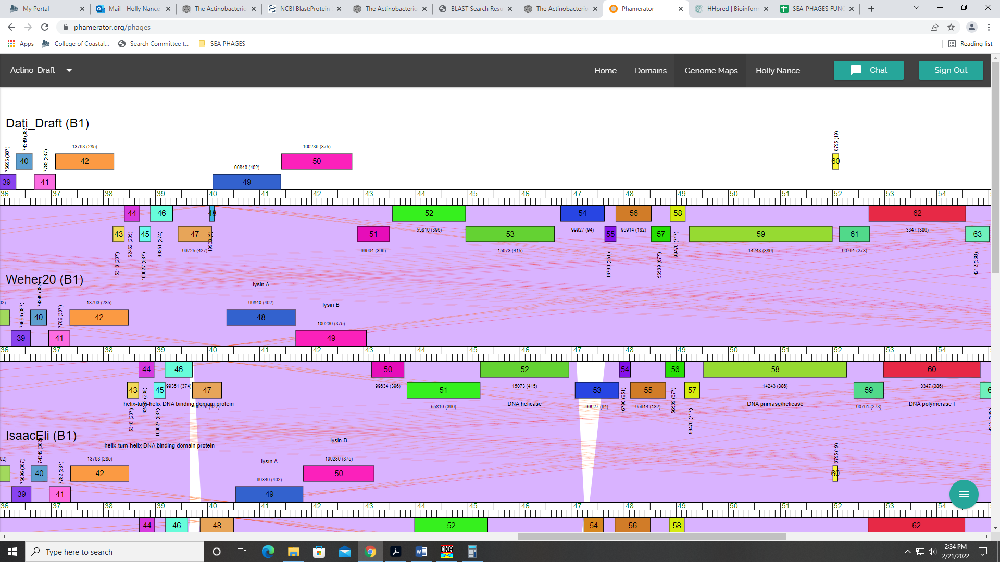 My Portal
Mail - Holly Nance
The Actinobacterio
NCBI Blast:Protein
The Actinobacterio
BLAST Search Resu
The Actinobacterio
Phamerator
HHpred | Bioinform
SEA-PHAGES FUNC
phamerator.org/phages
Apps
College of Coastal...
Search Committee t...
SEA PHAGES
Reading list
Actino_Draft
Home
Domains
Genome Maps
Holly Nance
Chat
Sign Out
Dati_Draft (B1)
76696 (387)
74349 (382)
7782 (387)
13793 (285)
99840 (402)
100236 (375)
8795 (19)
40 42 50 60
39 41 49
36 37 38 39 40 41 42 43 44 45 46 47 48 49 50 51 52 53 54
44 46 48 52 54 56 58 62
43 45 47 51 53 55 57 59 61 63
5318 (237)
62462 (235)
100027 (587)
99351 (374)
96725 (427)
19933 (5)
99634 (396)
55816 (396)
15073 (415)
99927 (94)
16790 (251)
95914 (182)
56589 (677)
99470 (717)
14243 (386)
90701 (273)
3347 (386)
4212 (368)
Weher20 (B1)
lysin A
lysin B
02)
76696 (387)
74349 (382)
7782 (387)
13793 (285)
99840 (402)
100236 (375)
40 42 48
39 41 49
36 37 38 39 40 41 42 43 44 45 46 47 48 49 50 51 52 53 54
44 46 50 52 54 56 58 60
43 45 47 51 53 55 57 59 6
5318 (237)
62462 (235)
100027 (587)
99351 (374)
96725 (427)
99634 (396)
55816 (396)
15073 (415)
99927 (94)
16790 (251)
95914 (182)
56589 (677)
99470 (717)
14243 (386)
90701 (273)
3347 (386)
4212 (368)
helix-turn-helix DNA binding domain protein
DNA helicase
DNA primase/helicase
DNA polymerase I
IsaacEli (B1)
helix-turn-helix DNA binding domain protein
lysin B
lysin A
02)
76696 (387)
74349 (382)
7782 (387)
13793 (285)
99840 (402)
100236 (375)
8795 (19)
40 42 50 60
39 41 49
36 37 38 39 40 41 42 43 44 45 46 47 48 49 50 51 52 53 54
44 46 48 52 54 56 58 62
Type here to search
DNA
2:34 PM
2/21/2022